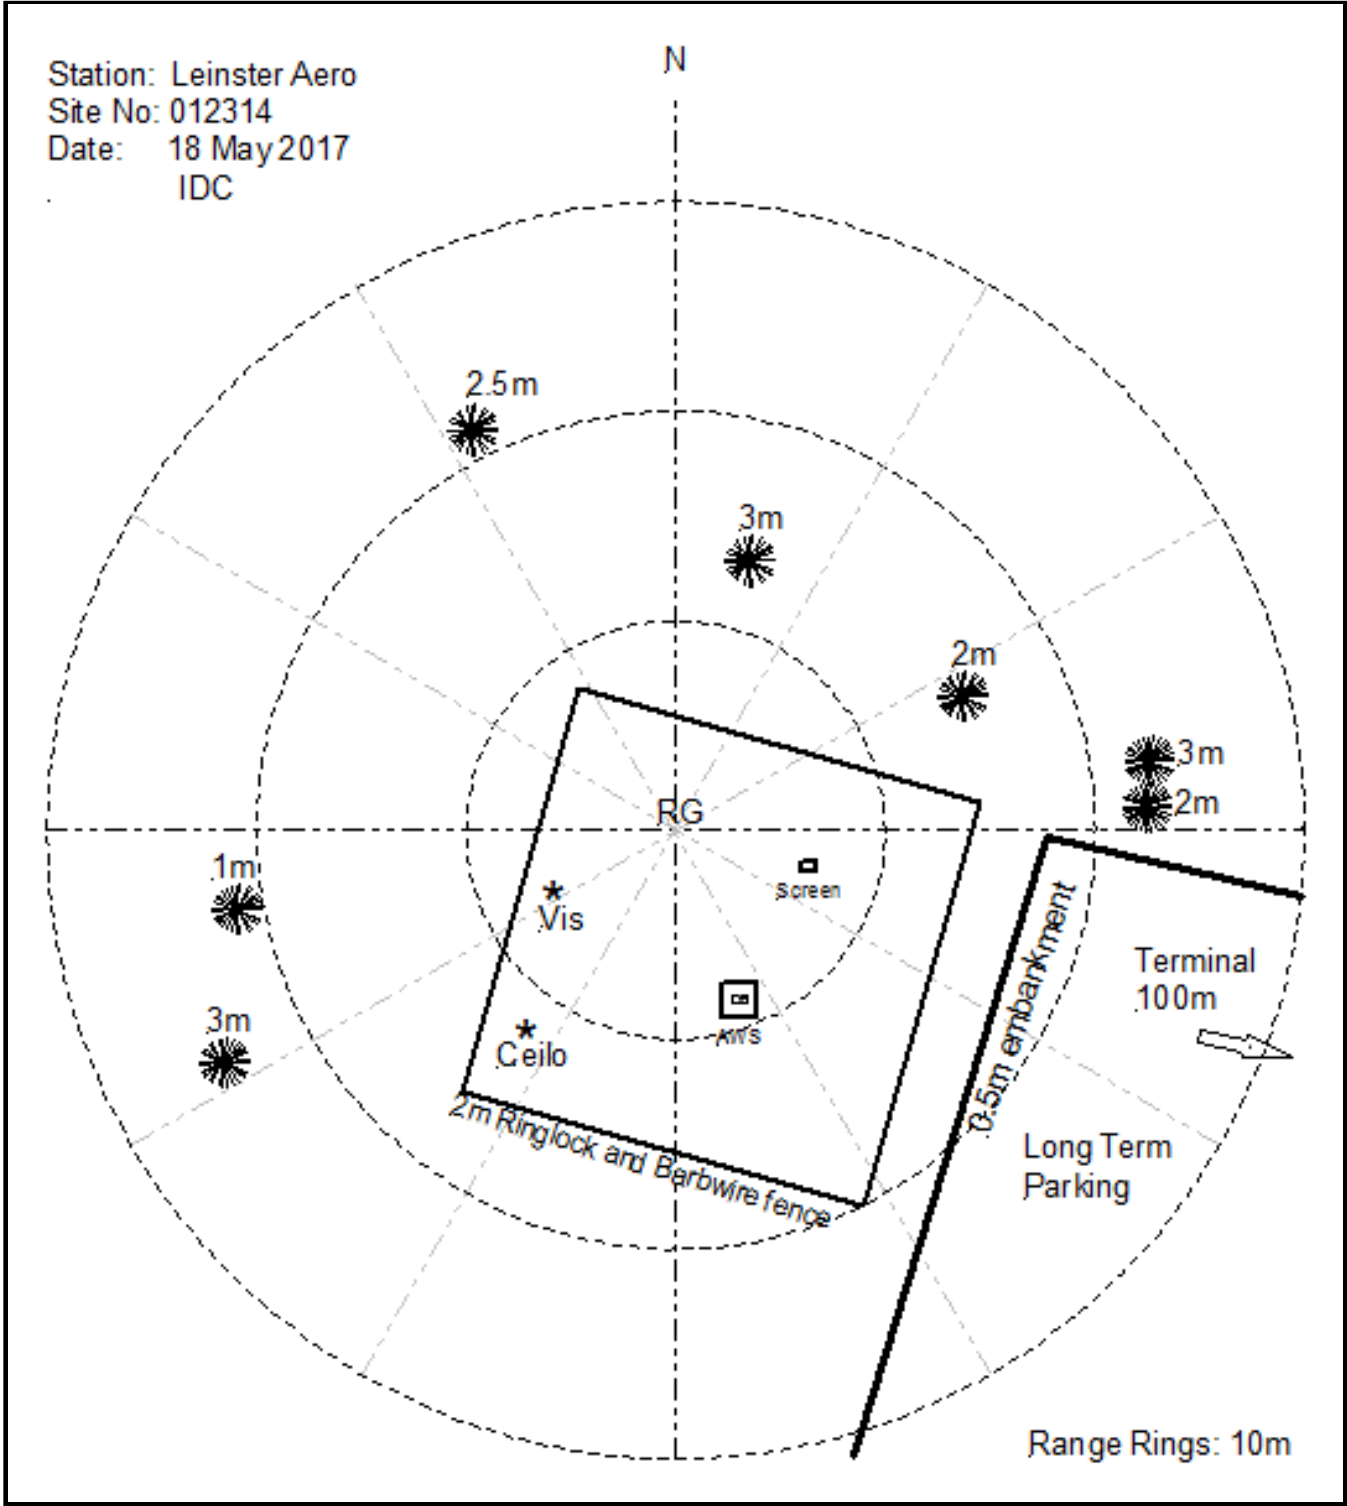 N
Station: Leinster Aero
Site No: 012314
Date: 18 May 2017
IDC
2.5m
3m
2m
3m
2m
RG
1m
Screen
Vis
3m
AWS
Ceilo
0.5m embankment
Terminal
100m
2m Ringlock and Barbwire fence
Long Term
Parking
Range Rings: 10m